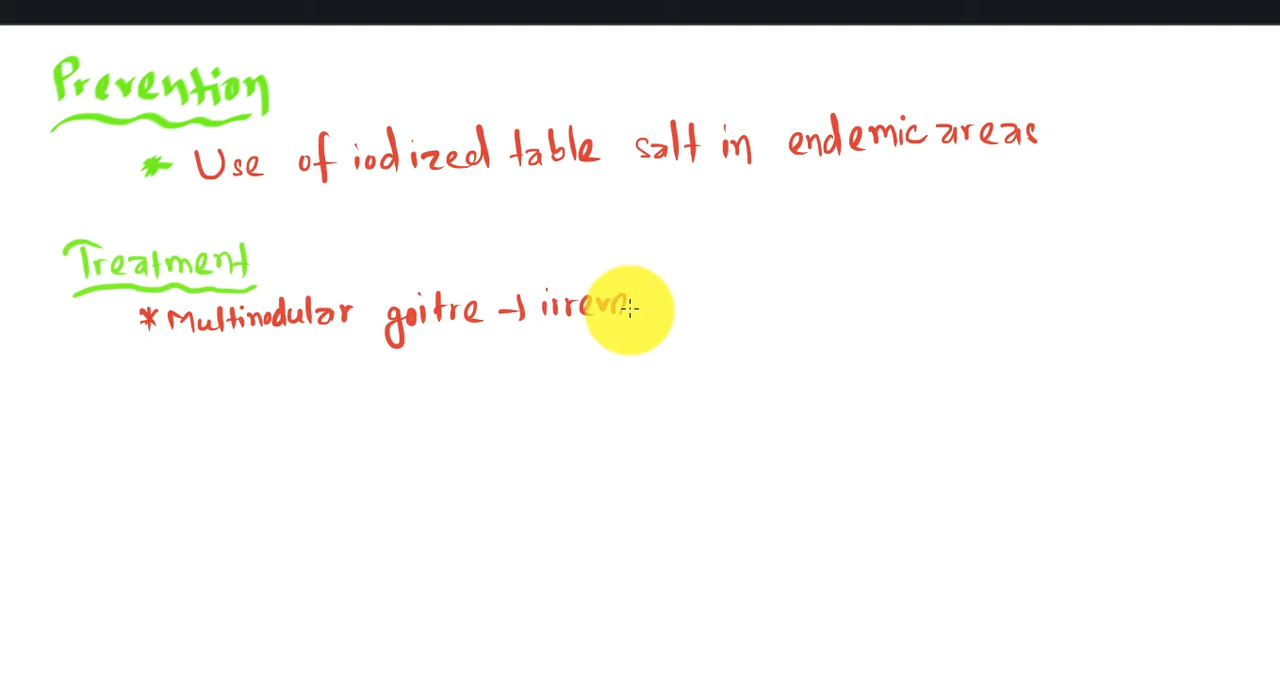 Prevention
* Use of iodized table salt in endemic areas
Treatment
* Multinodular goitre →